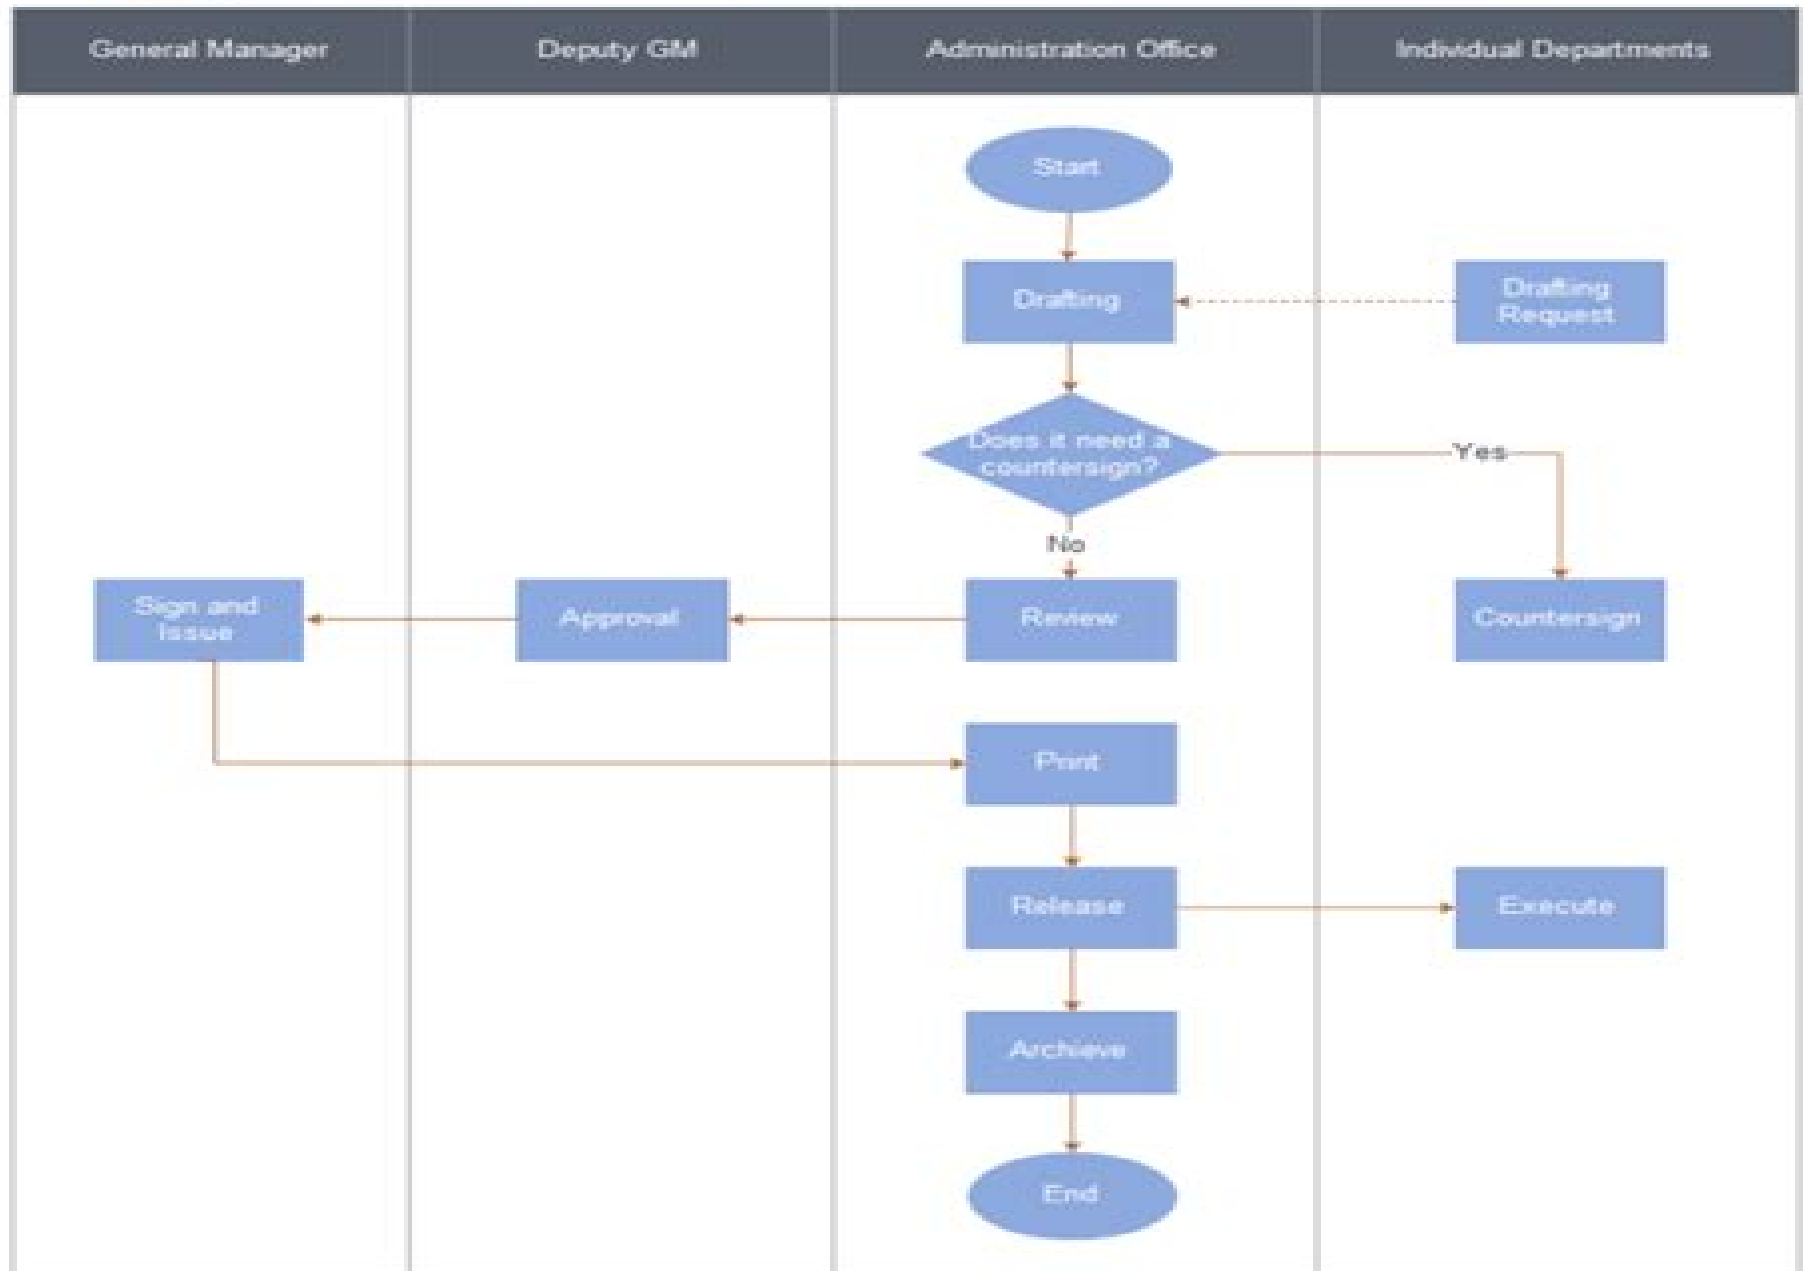 General Manager
Deputy GM
Administration Office
Individual Departments
Start
Drafting
Drafting
Request
Does it need a
countersign?
Yes
No
Sign and
Issue
Approval
Review
Countersign
Print
Release
Execute
Archieve
End